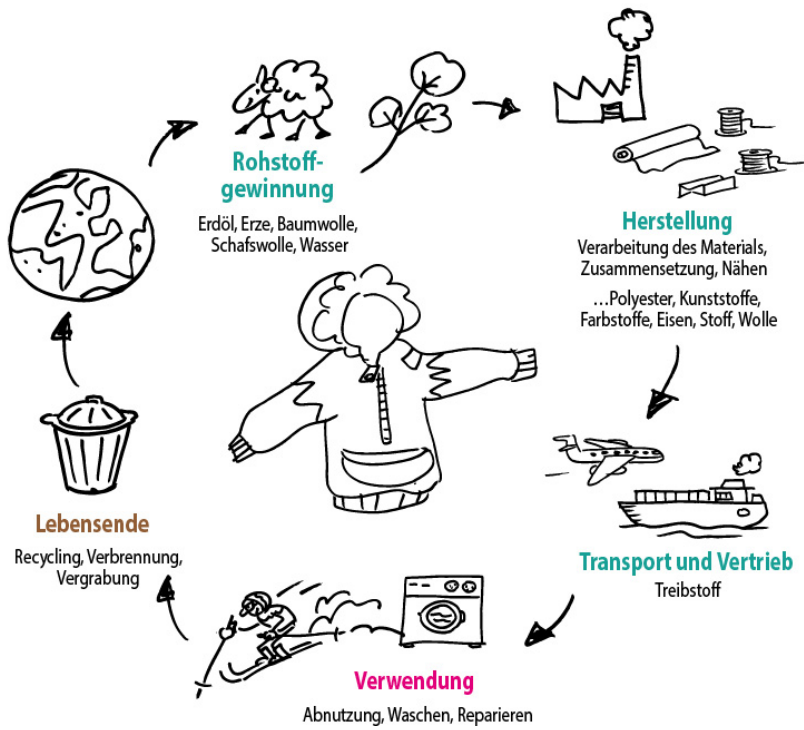 Rohstoff-
gewinnung
Erdöl, Erze, Baumwolle,
Schafswolle, Wasser
Herstellung
Verarbeitung des Materials,
Zusammensetzung, Nähen
...Polyester, Kunststoffe,
Farbstoffe, Eisen, Stoff, Wolle
Transport und Vertrieb
Treibstoff
Verwendung
Abnutzung, Waschen, Reparieren
Lebensende
Recycling, Verbrennung,
Vergrabung